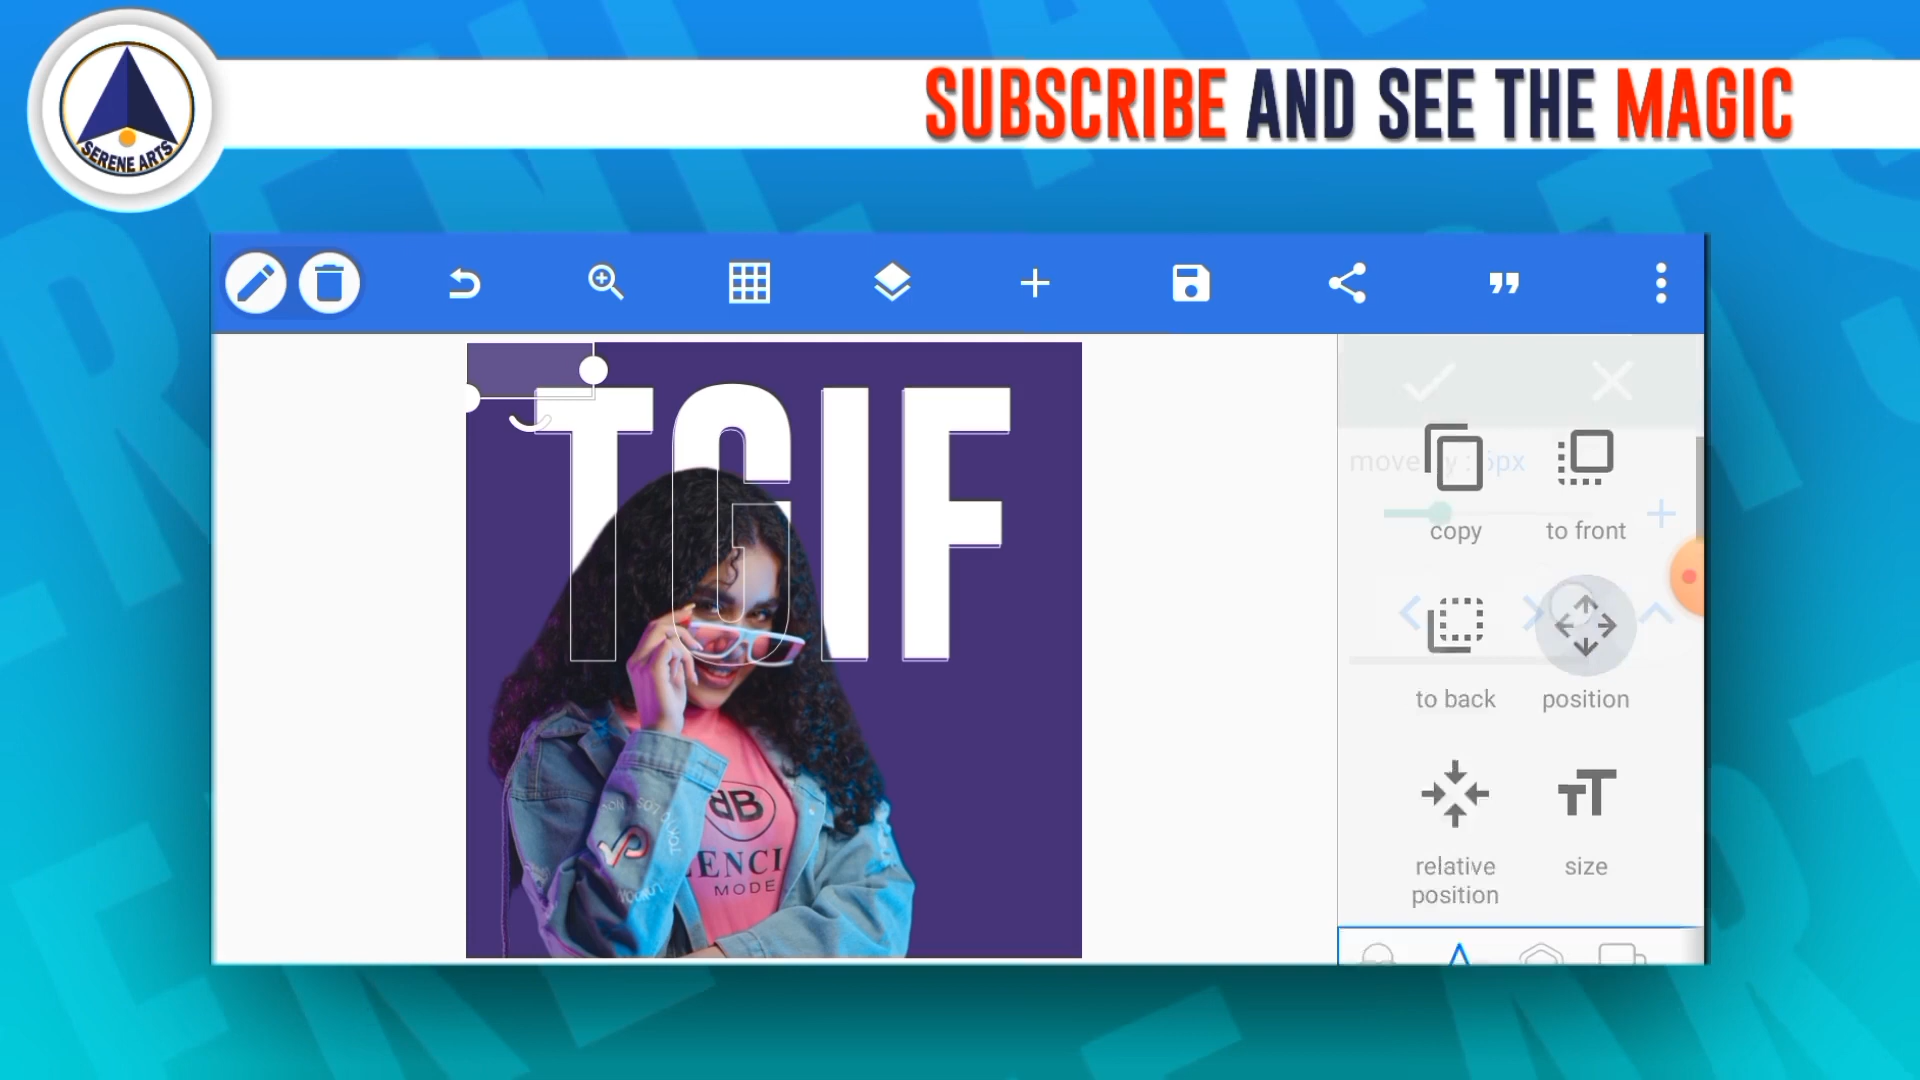 SUBSCRIBE AND SEE THE MAGIC
SERENE ARTS
TGIF
copy
to front
to back
position
relative
position
size
ENCI
MODE